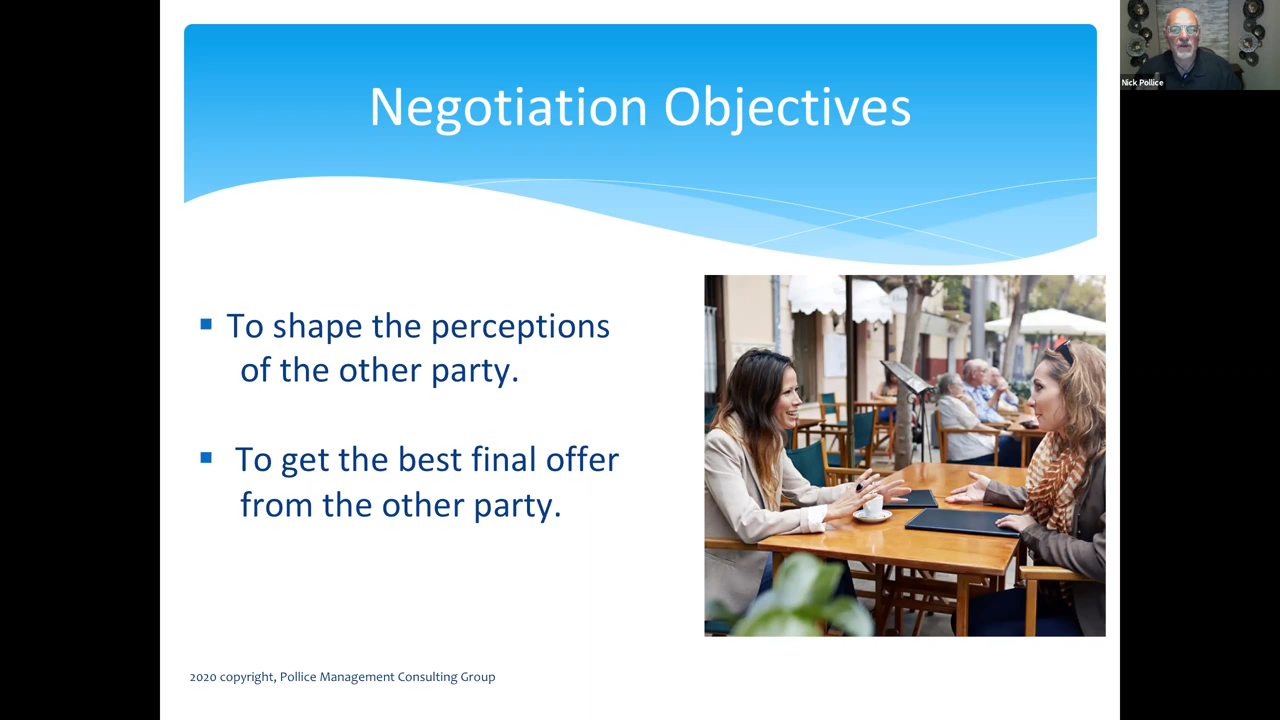 Negotiation Objectives
Nick Pollice
▪ To shape the perceptions
of the other party.
▪ To get the best final offer
from the other party.
2020 copyright, Pollice Management Consulting Group